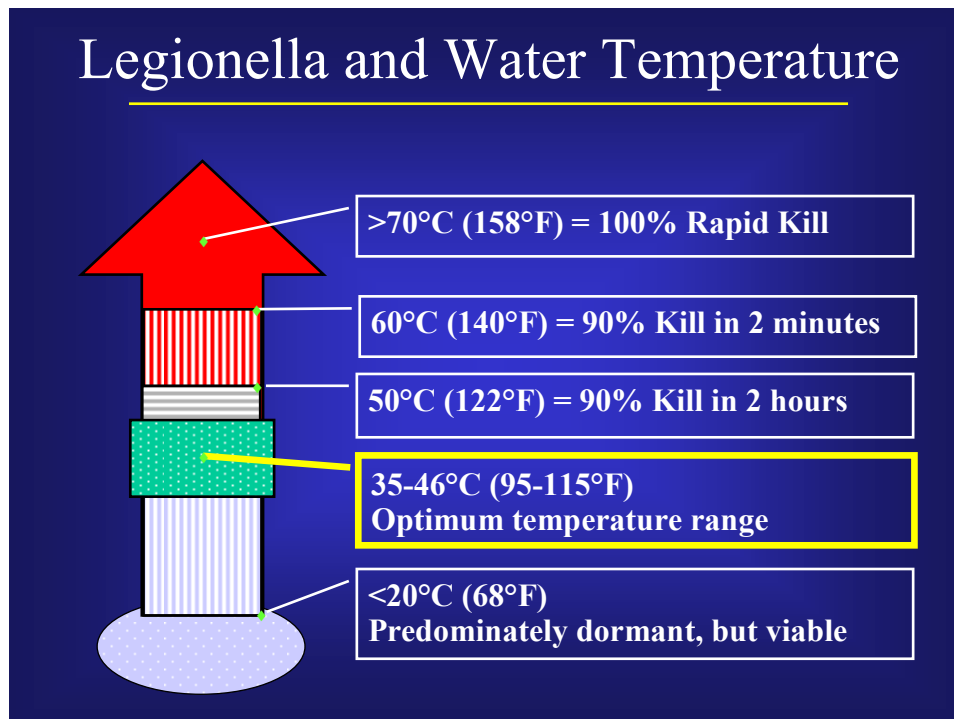 Legionella and Water Temperature
>70°C (158°F) = 100% Rapid Kill
60°C (140°F) = 90% Kill in 2 minutes
50°C (122°F) = 90% Kill in 2 hours
35-46°C (95-115°F)
Optimum temperature range
<20°C (68°F)
Predominately dormant, but viable